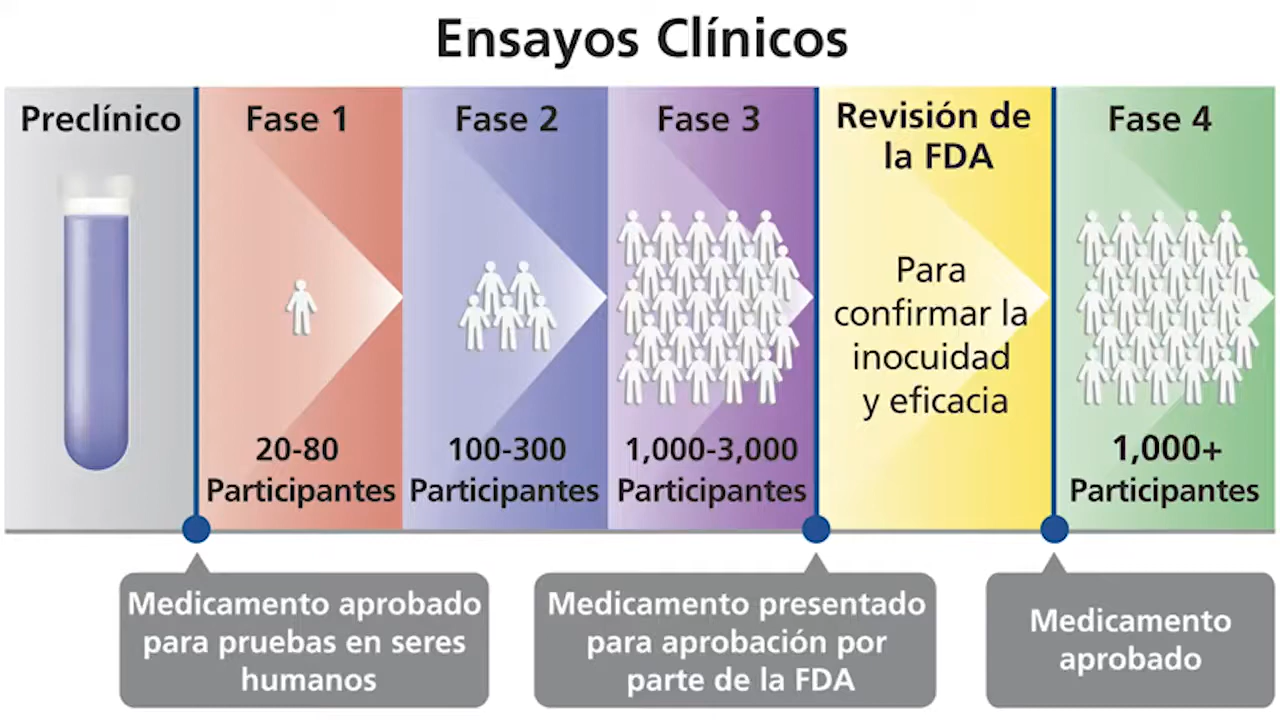 Ensayos Clínicos
Preclínico
Fase 1
20-80
Participantes
Fase 2
100-300
Participantes
Fase 3
1,000-3,000
Participantes
Revisión de
la FDA
Para
confirmar la
inocuidad
y eficacia
Fase 4
1,000+
Participantes
Medicamento aprobado
para pruebas en seres
humanos
Medicamento presentado
para aprobación por
parte de la FDA
Medicamento
aprobado